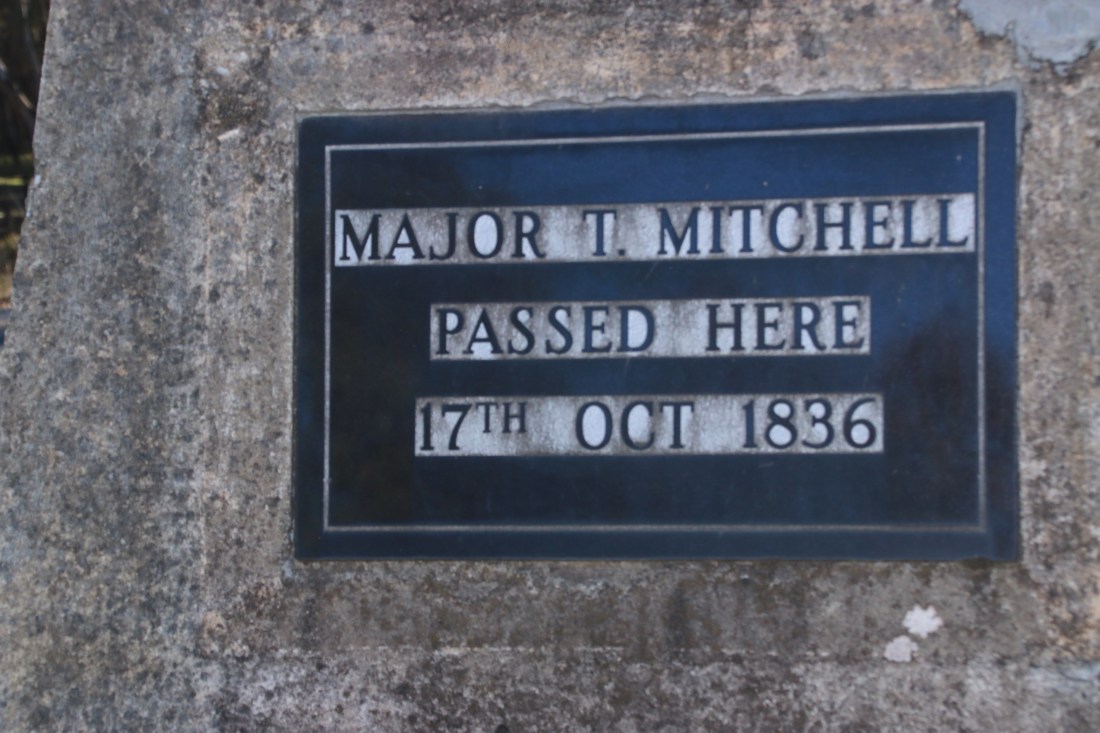 MAJOR T. MITCHELL
PASSED HERE
17TH OCT 1836